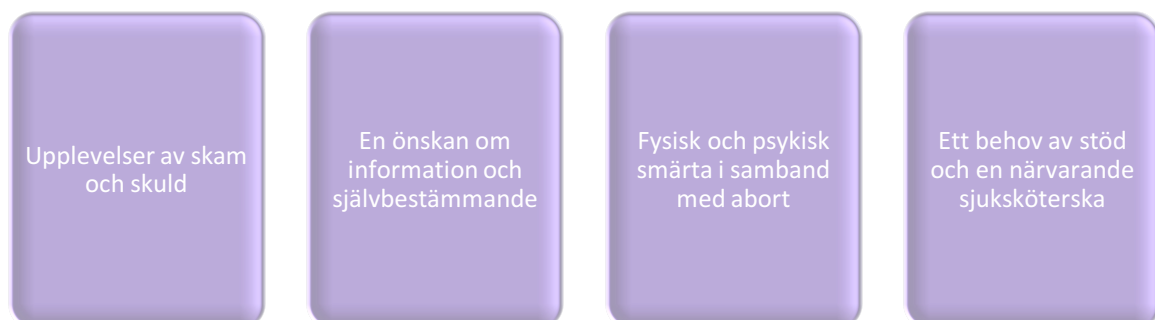 Upplevelser av skam
och skuld
En önskan om
information och
självbestämmande
Fysisk och psykisk
smärta i samband
med abort
Ett behov av stöd
och en närvarande
sjuksköterska